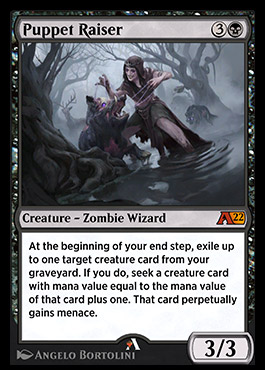 Puppet Raiser 3
Creature – Zombie Wizard A22
At the beginning of your end step, exile up
to one target creature card from your
graveyard. If you do, seek a creature card
with mana value equal to the mana value
of that card plus one. That card perpetually
gains menace.
3/3
Angelo Bortolini